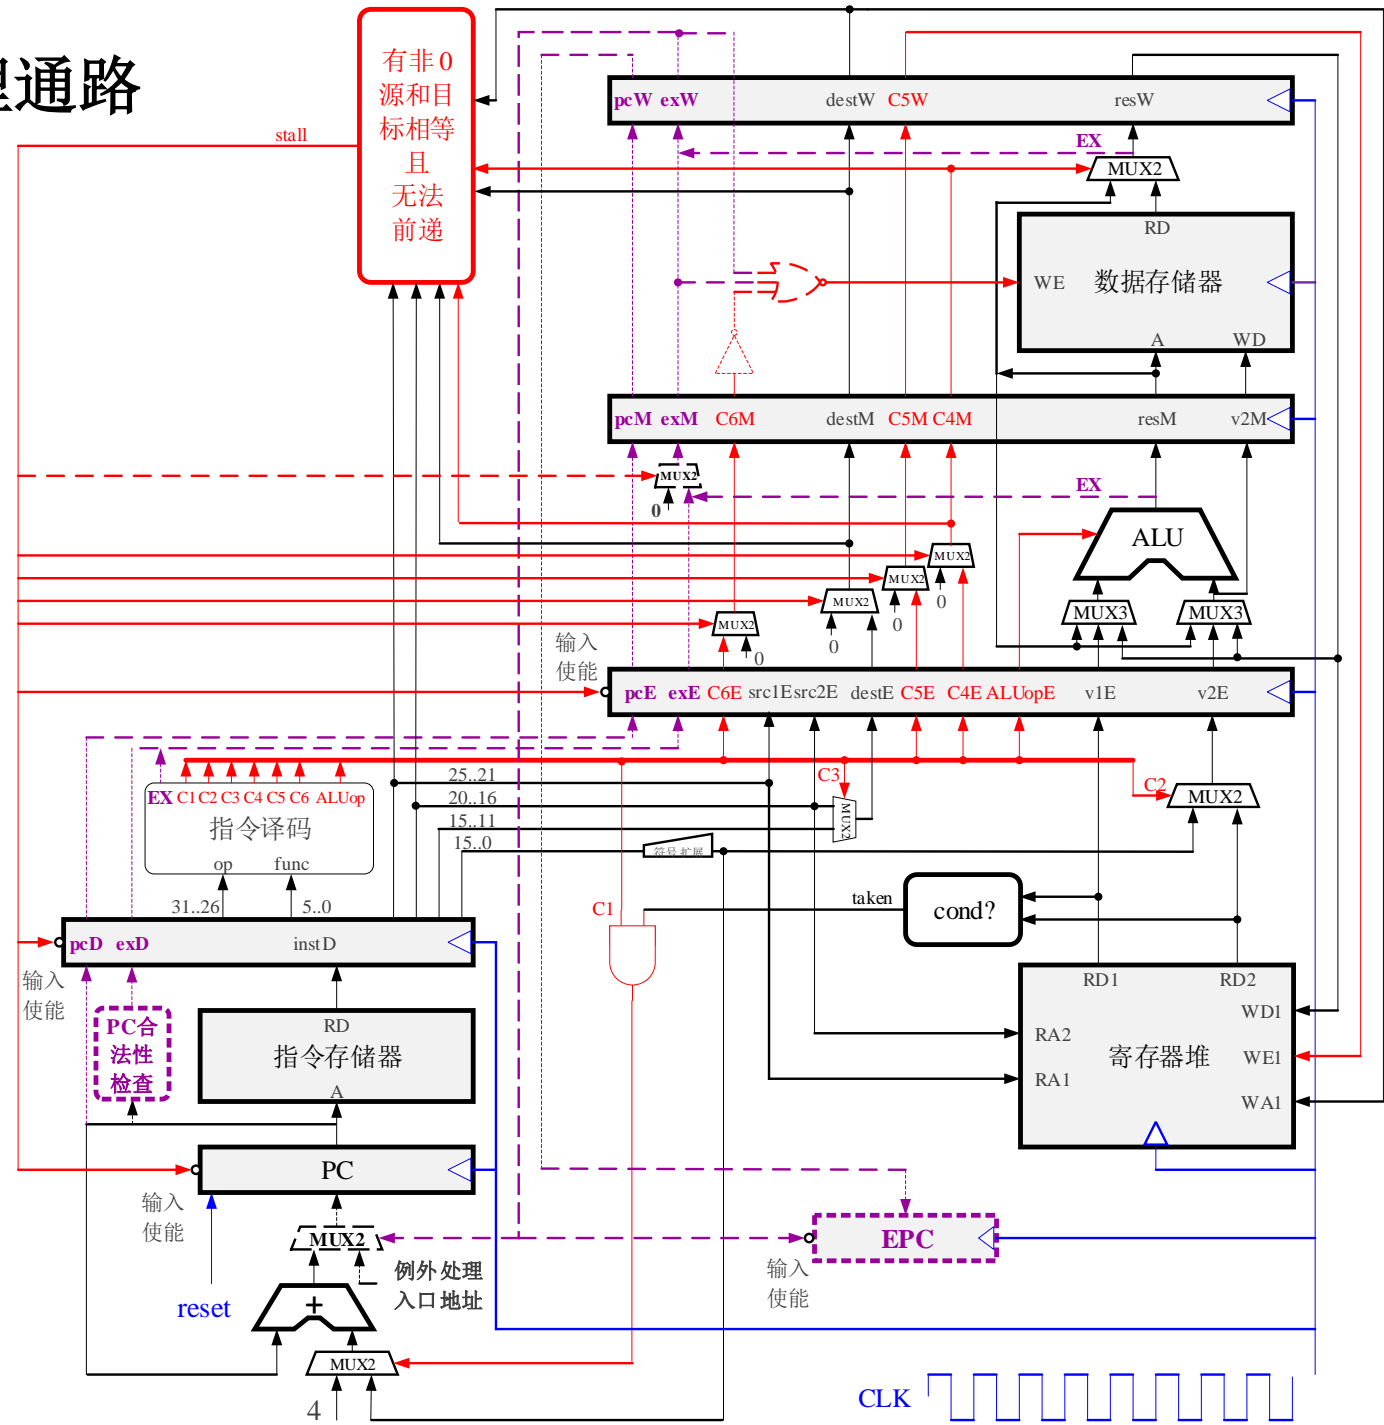 理通路
有非0
源和目
标相等
且
无法
前递
stall
pcW exW destW C5W resW
EX
MUX2
RD
WE 数据存储器
A WD
pcM exM C6M destM C5M C4M resM v2M
MUX2
0
EX
ALU
MUX2
MUX2
0
MUX2
0
MUX2
0
0
MUX3 MUX3
输入
使能
pcE exE C6E src1E src2E destE C5E C4E ALUopE v1E v2E
EX C1 C2 C3 C4 C5 C6 ALUop
指令译码
op func
31..26 5..0
25..21
20..16
15..11
15..0
符号扩展
C3
MUX2
C2
MUX2
C1
taken
cond?
pcD exD instD
输入
使能
PC合
法性
检查
RD
指令存储器
A
RD1 RD2
WD1
RA2
寄存器堆
WE1
RA1
WA1
PC
输入
使能
MUX2
例外处理
入口地址
reset
+
MUX2
4
EPC
输入
使能
CLK